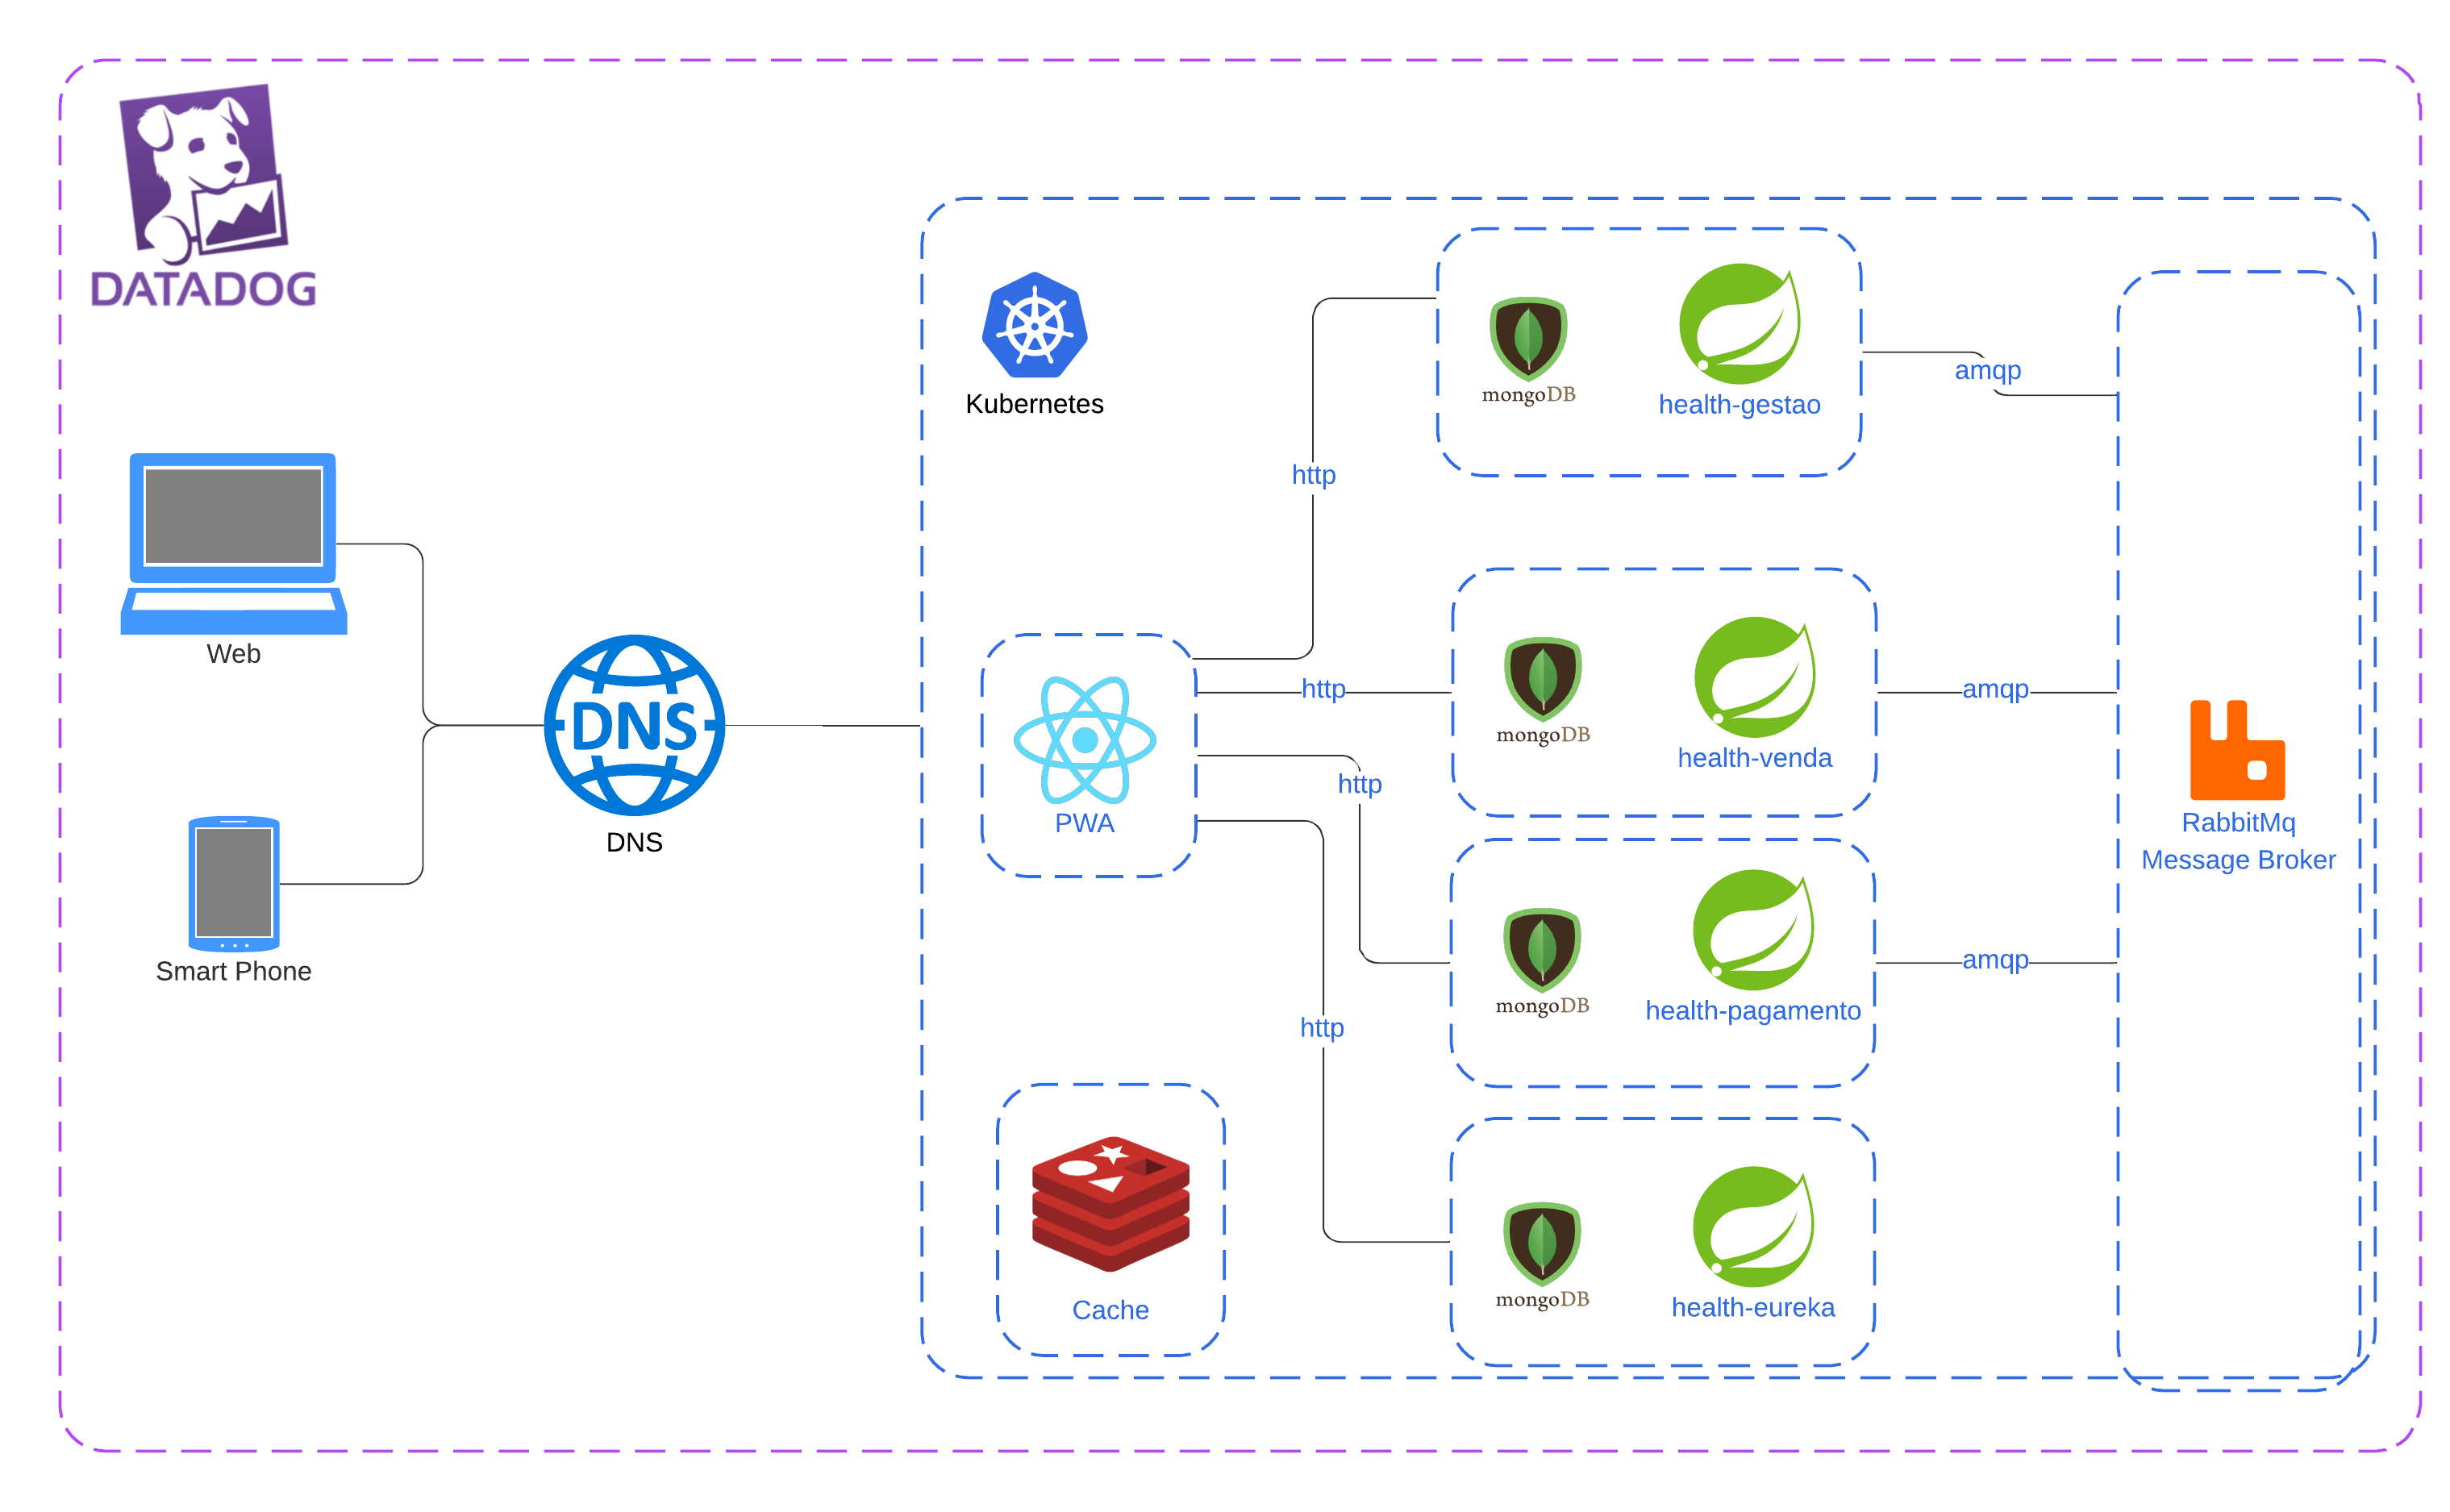 DATADOG
Kubernetes
mongoDB
health-gestao
amqp
http
Web
DNS
DNS
Smart Phone
PWA
http
mongoDB
health-venda
amqp
http
RabbitMq
Message Broker
mongoDB
health-pagamento
amqp
http
Cache
mongoDB
health-eureka